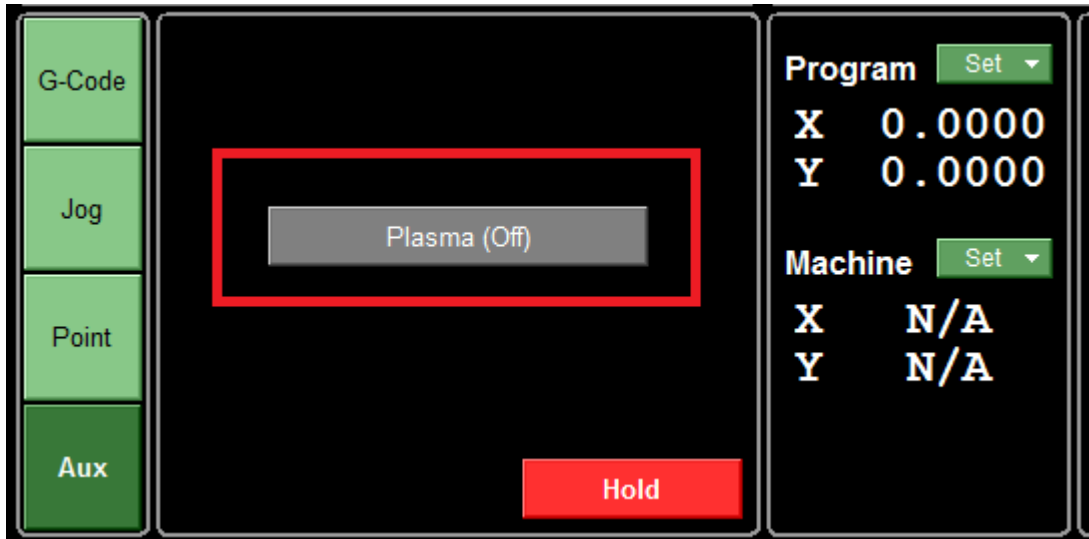 G-Code
Jog
Point
Aux
Plasma (Off)
Hold
Program Set
X 0.0000
Y 0.0000
Machine Set
X N/A
Y N/A